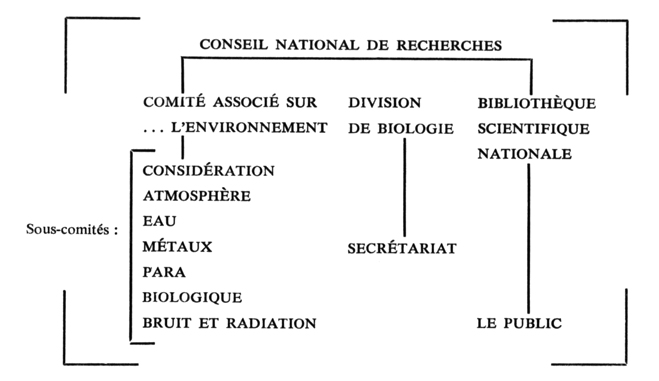 CONSEIL NATIONAL DE RECHERCHES
COMITÉ ASSOCIÉ SUR
... L'ENVIRONNEMENT
DIVISION
DE BIOLOGIE
BIBLIOTHÈQUE
SCIENTIFIQUE
NATIONALE
Sous-comités :
CONSIDÉRATION
ATMOSPHÈRE
EAU
MÉTAUX
PARA
BIOLOGIQUE
BRUIT ET RADIATION
SECRÉTARIAT
LE PUBLIC